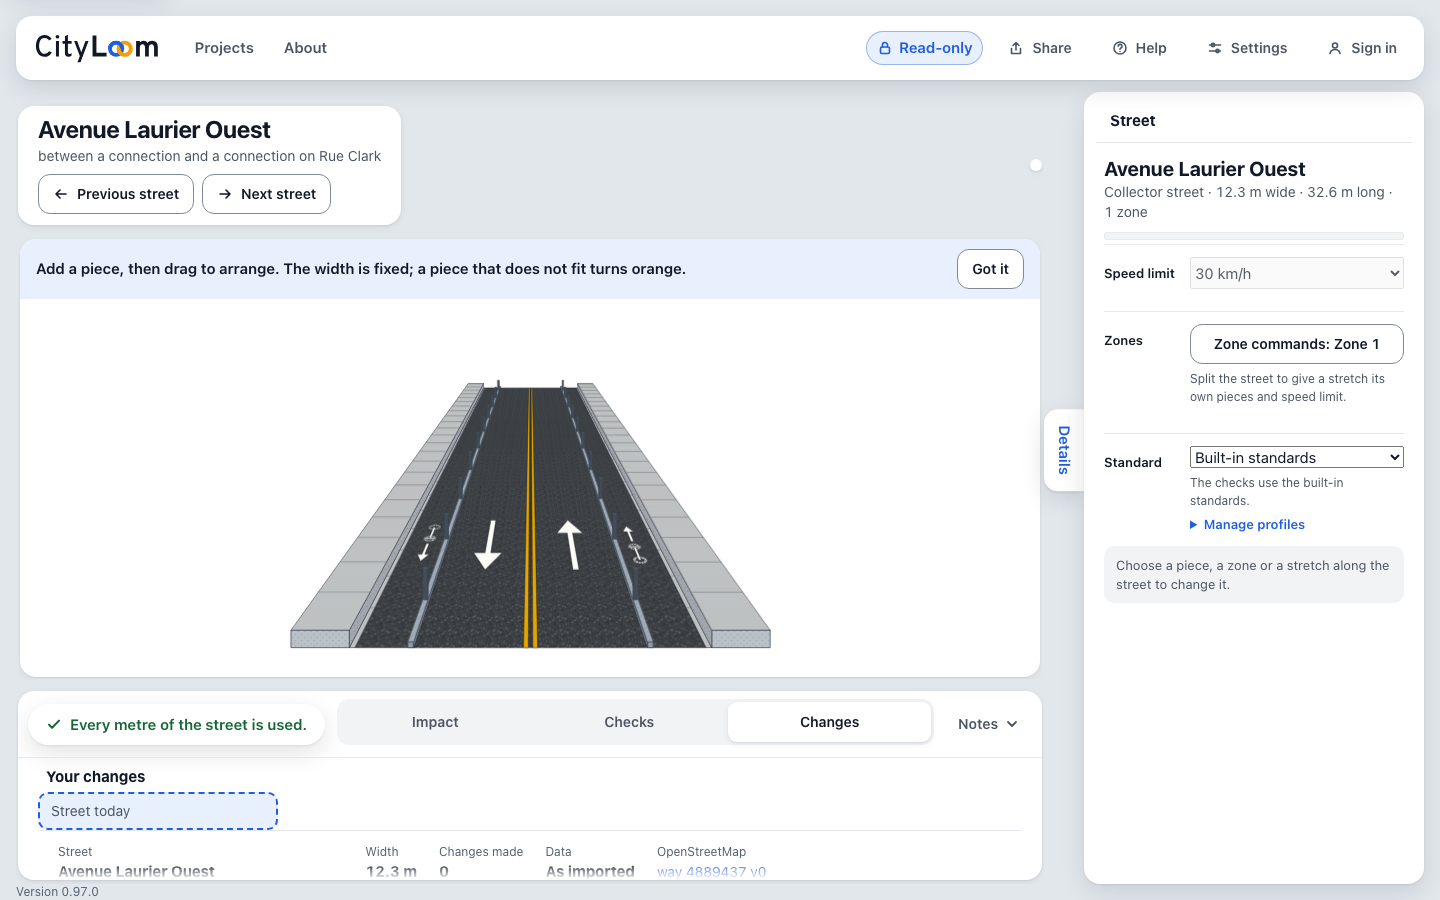 CityLoom
Projects
About
Read-only
Share
Help
Settings
Sign in
Avenue Laurier Ouest
between a connection and a connection on Rue Clark
Previous street
Next street
Add a piece, then drag to arrange. The width is fixed; a piece that does not fit turns orange.
Got it
Details
Street
Avenue Laurier Ouest
Collector street · 12.3 m wide · 32.6 m long ·
1 zone
Speed limit
30 km/h
Zones
Zone commands: Zone 1
Split the street to give a stretch its
own pieces and speed limit.
Standard
Built-in standards
The checks use the built-in
standards.
Manage profiles
Choose a piece, a zone or a stretch along the
street to change it.
Every metre of the street is used.
Impact
Checks
Changes
Notes
Your changes
Street today
Street
Width
Changes made
Data
OpenStreetMap
Avenue Laurier Ouest
12.3 m
0
As imported
way 4889437 v0
Version 0.97.0